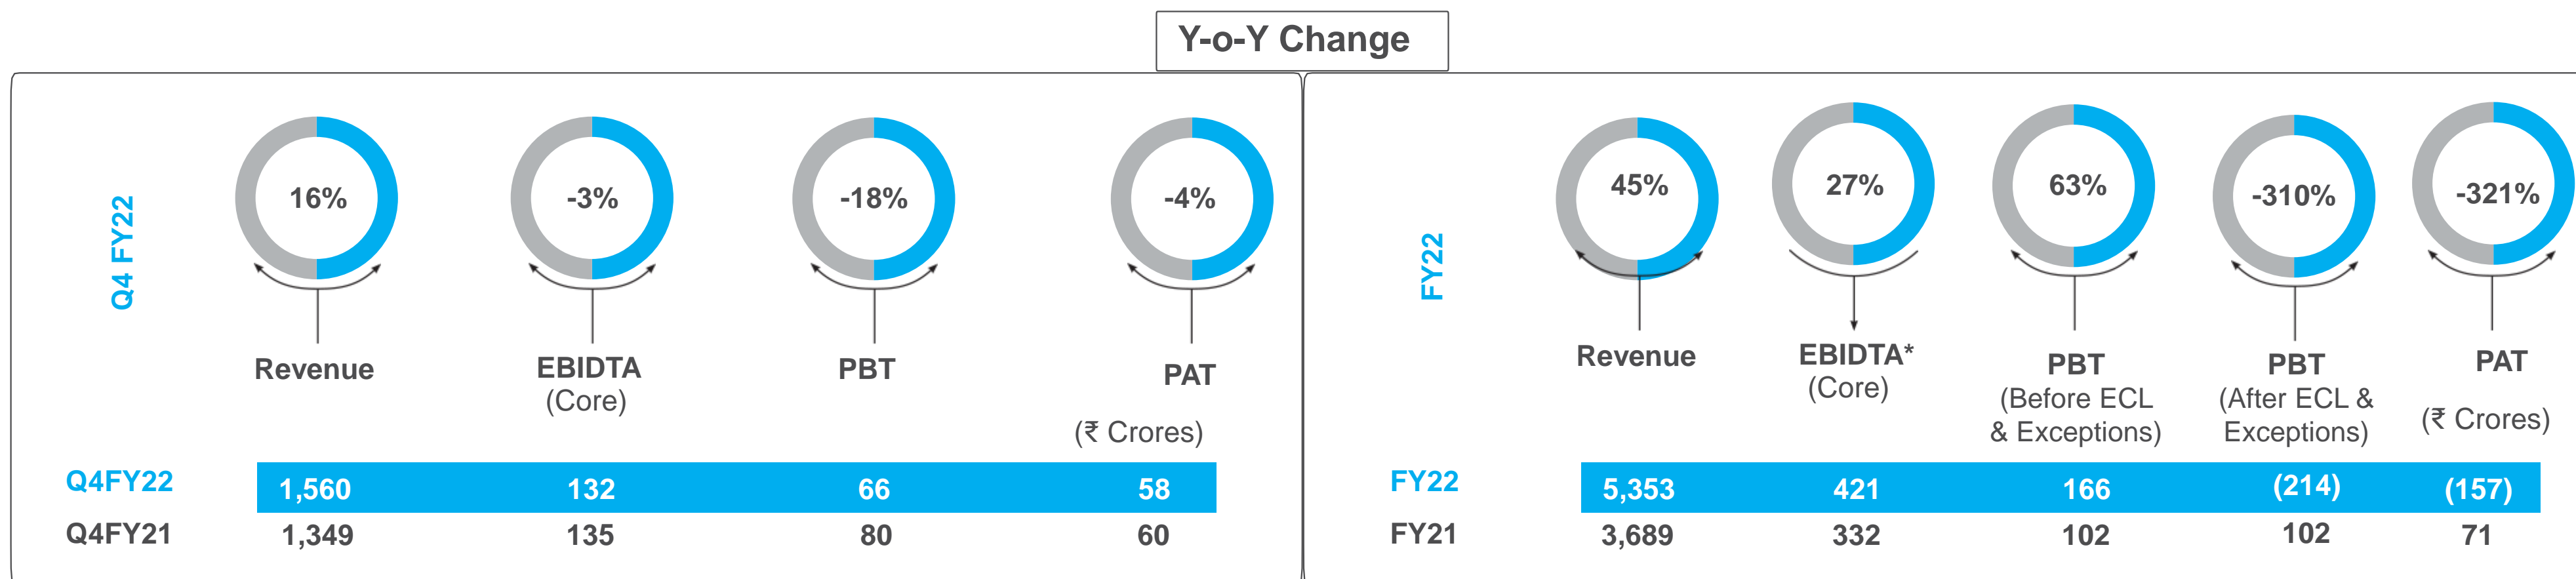 Y-o-Y Change
Q4 FY22
16%
-3%
-18%
-4%
Revenue
EBIDTA
(Core)
PBT
PAT
(₹ Crores)
Q4FY22 1,560 132 66 58
Q4FY21 1,349 135 80 60
FY22
45%
27%
63%
-310%
-321%
Revenue
EBIDTA*
(Core)
PBT
(Before ECL
& Exceptions)
PBT
(After ECL &
Exceptions)
PAT
(₹ Crores)
FY22 5,353 421 166 (214) (157)
FY21 3,689 332 102 102 71